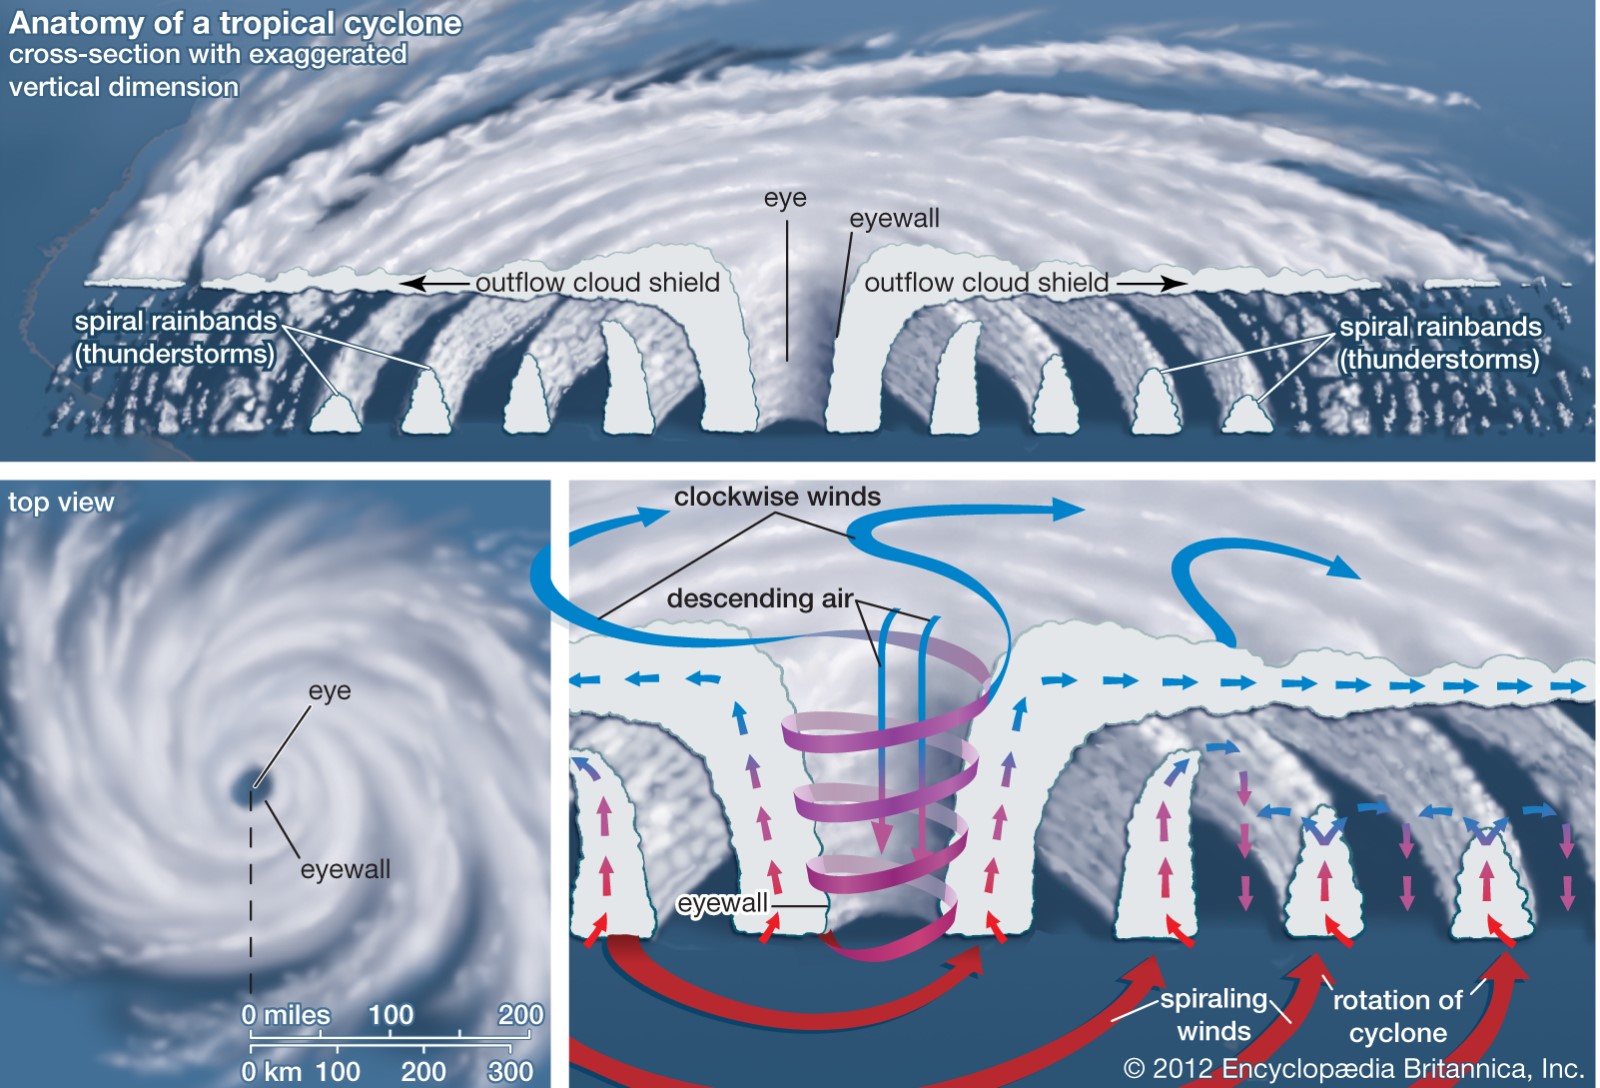 Anatomy of a tropical cyclone
cross-section with exaggerated
vertical dimension
eye
eyewall
outflow cloud shield
outflow cloud shield
spiral rainbands
(thunderstorms)
spiral rainbands
(thunderstorms)
top view
eye
eyewall
0 miles 100 200
0 km 100 200 300
clockwise winds
descending air
eyewall
spiraling
winds
rotation of
cyclone
© 2012 Encyclopædia Britannica, Inc.